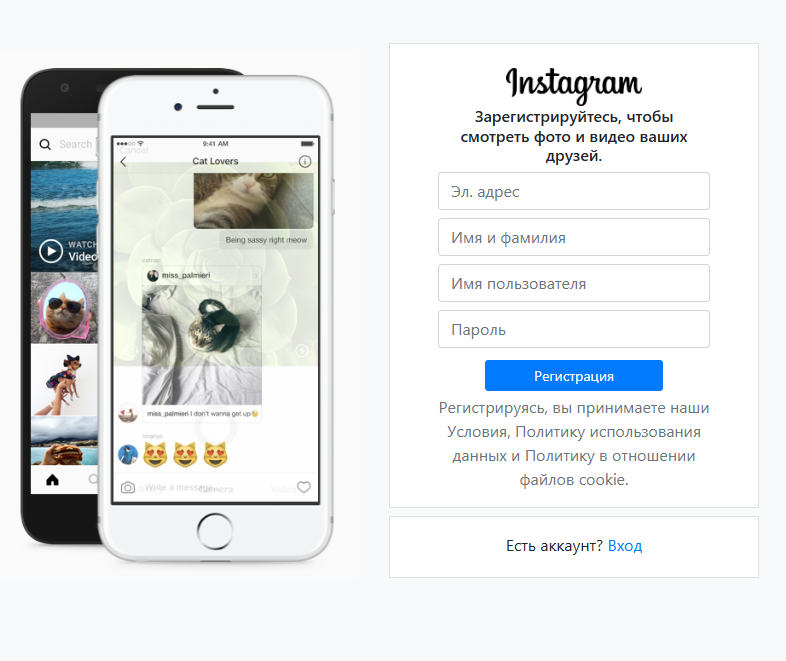 Search
WATCH
Video
9:41 AM
Cancel
Cat Lovers
Being sassy right meow
catnap
miss_palmieri
miss_palmieri I don't wanna get up
Write a message...
Camera
Video
Instagram
Зарегистрируйтесь, чтобы
смотреть фото и видео ваших
друзей.
Эл. адрес
Имя и фамилия
Имя пользователя
Пароль
Регистрация
Регистрируясь, вы принимаете наши
Условия, Политику использования
данных и Политику в отношении
файлов cookie.
Есть аккаунт? Вход